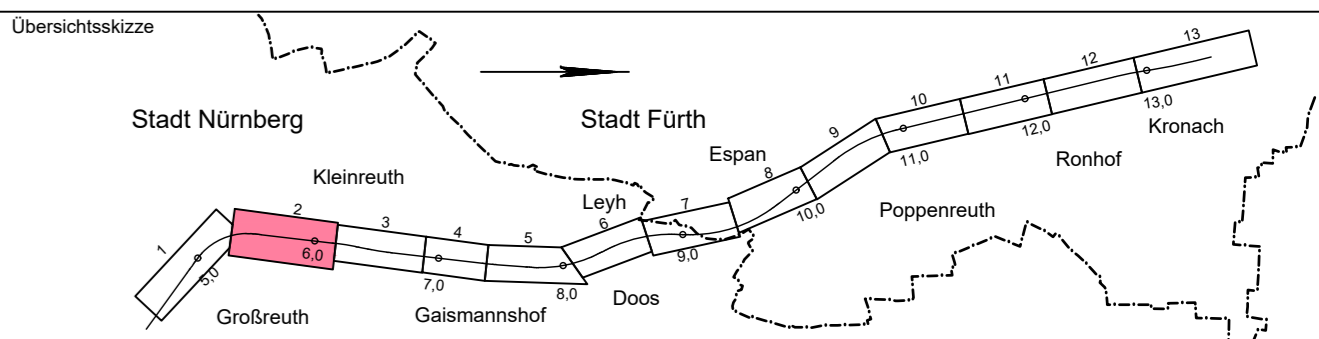 Übersichtsskizze
Stadt Nürnberg
Stadt Fürth
Kleinreuth
Leyh
Espan
Großreuth
Gaismannshof
Doos
Poppenreuth
Ronhof
Kronach
1
2
3
4
5
6
7
8
9
10
11
12
13
5,0
6,0
7,0
8,0
9,0
10,0
11,0
12,0
13,0